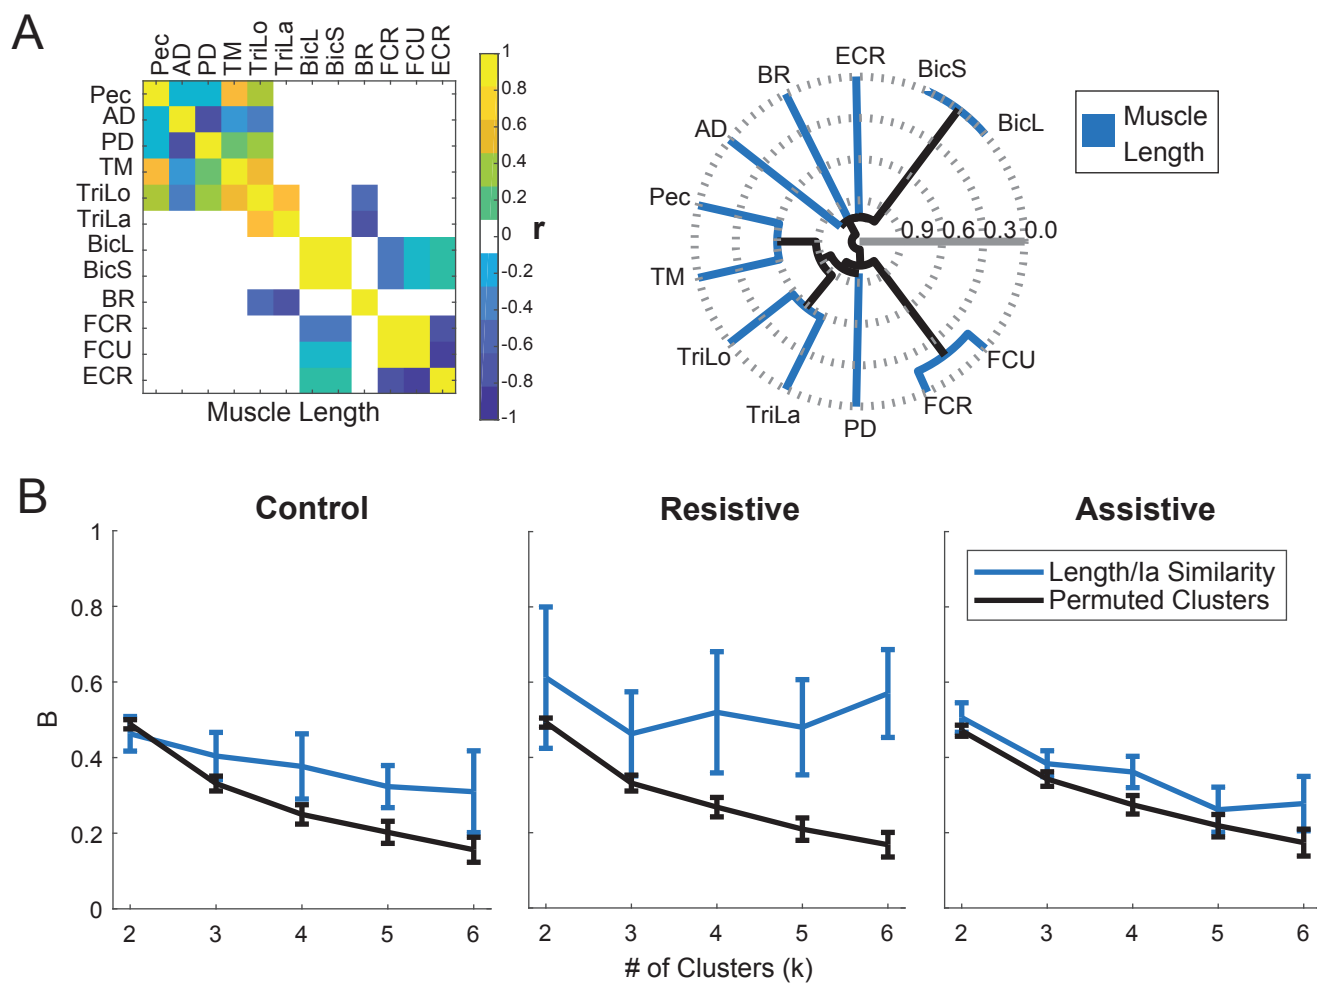 A
Pec AD PD TM TriLo TriLa BicL BicS BR FCR FCU ECR
Pec
AD
PD
TM
TriLo
TriLa
BicL
BicS
BR
FCR
FCU
ECR
Muscle Length
1
0.8
0.6
0.4
0.2
0
-0.2
-0.4
-0.6
-0.8
-1
r
ECR
BicS
BicL
BR
AD
Pec
TM
TriLo
TriLa
PD
FCR
FCU
0.9 0.6 0.3 0.0
Muscle
Length
B
Control
Resistive
Assistive
Length/Ia Similarity
Permuted Clusters
B
1
0.8
0.6
0.4
0.2
0
2 3 4 5 6
2 3 4 5 6
2 3 4 5 6
# of Clusters (k)